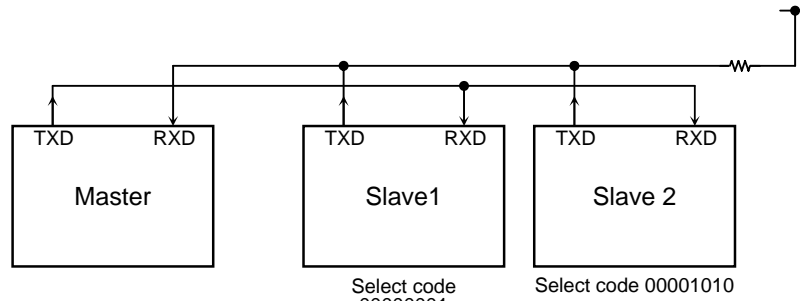 TXD RXD TXD RXD TXD RXD
Master Slave1 Slave 2
Select code Select code 00001010